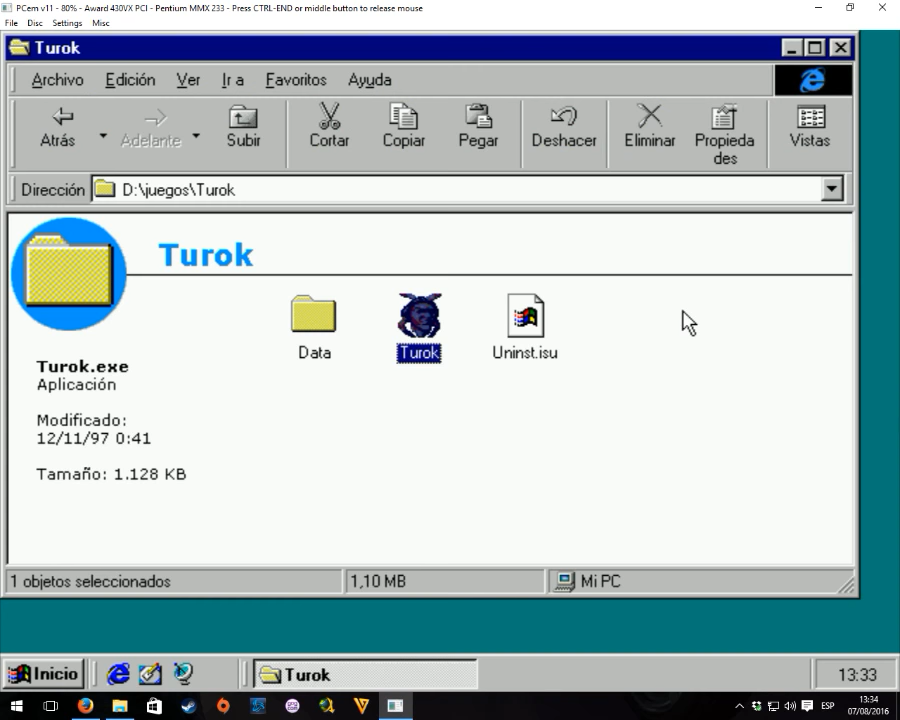 PCem v11 - 80% - Award 430VX PCI - Pentium MMX 233 - Press CTRL-END or middle button to release mouse
File Disc Settings Misc
Turok
Archivo Edición Ver Ir a Favoritos Ayuda
Atrás Adelante Subir Cortar Copiar Pegar Deshacer Eliminar Propieda Vistas
des
Dirección D:\juegos\Turok
Turok
Data Turok Uninst.isu
Turok.exe
Aplicación
Modificado:
12/11/97 0:41
Tamaño: 1.128 KB
1 objetos seleccionados 1,10 MB Mi PC
Inicio Turok 13:33
ESP 13:34
07/08/2016